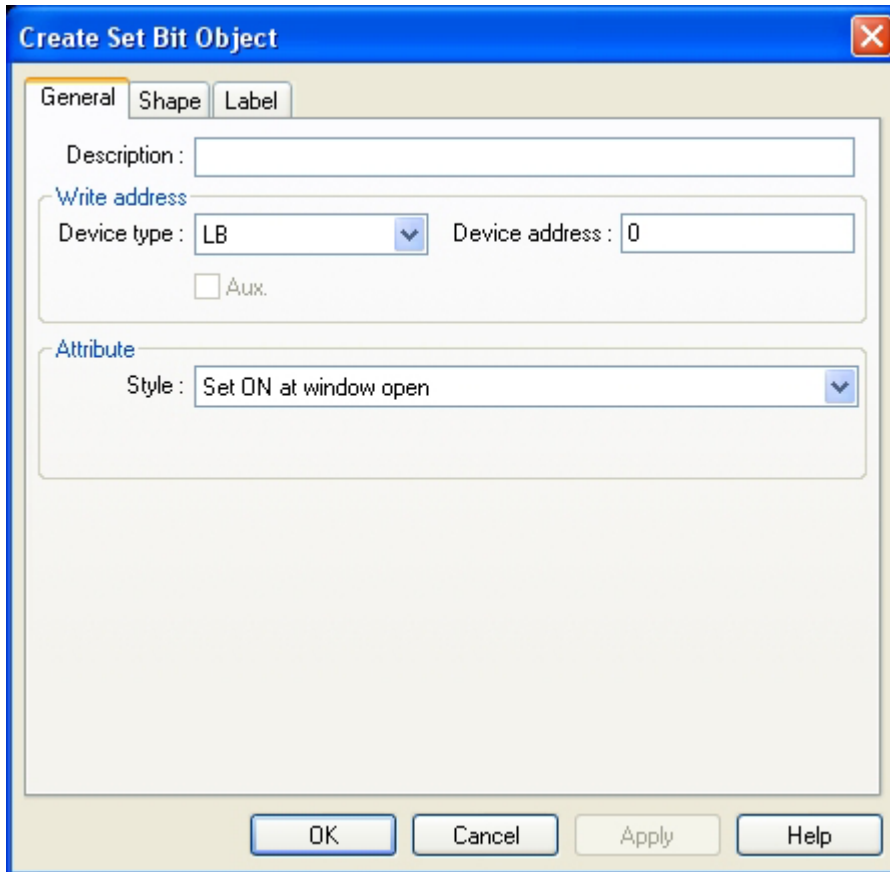 Create Set Bit Object
General Shape Label
Description :
Write address
Device type : LB Device address : 0
Aux.
Attribute
Style : Set ON at window open
OK Cancel Apply Help